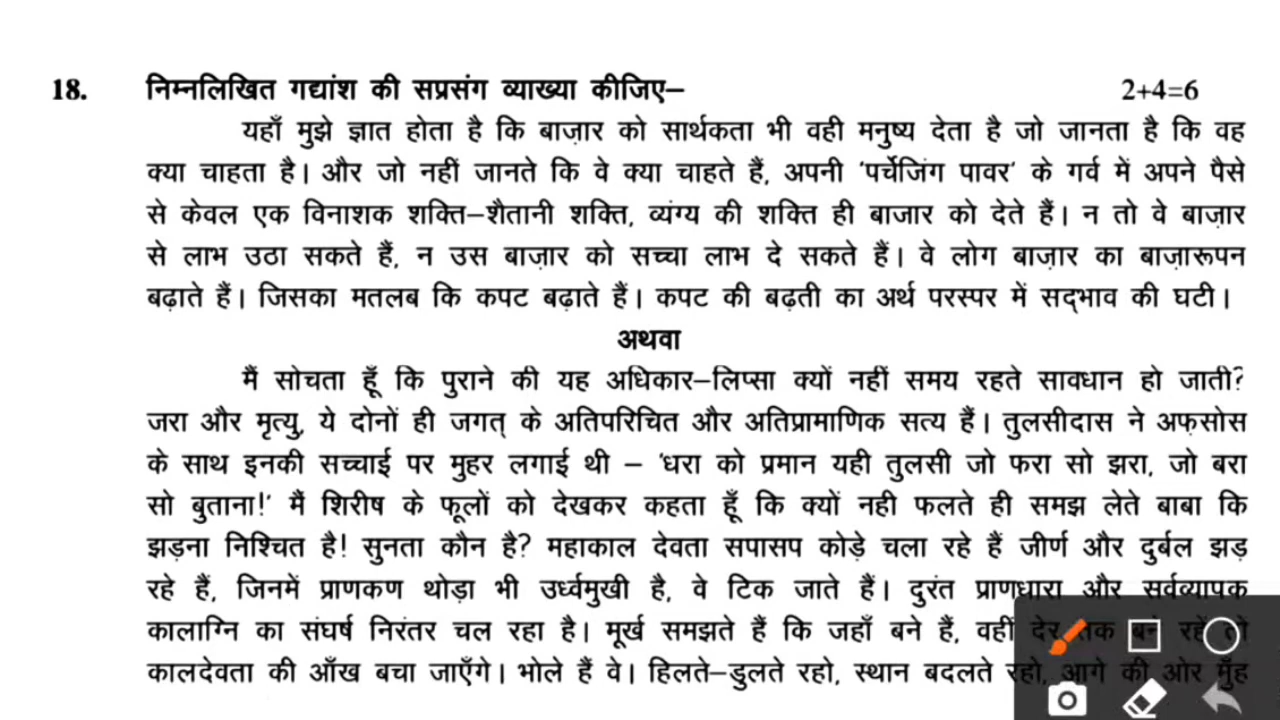 18. निम्नलिखित गद्यांश की सप्रसंग व्याख्या कीजिए– 2+4=6
यहाँ मुझे ज्ञात होता है कि बाज़ार को सार्थकता भी वही मनुष्य देता है जो जानता है कि वह
क्या चाहता है। और जो नहीं जानते कि वे क्या चाहते हैं, अपनी 'पर्चेजिंग पावर' के गर्व में अपने पैसे
से केवल एक विनाशक शक्ति–शैतानी शक्ति, व्यंग्य की शक्ति ही बाजार को देते हैं। न तो वे बाज़ार
से लाभ उठा सकते हैं, न उस बाज़ार को सच्चा लाभ दे सकते हैं। वे लोग बाज़ार का बाज़ारूपन
बढ़ाते हैं। जिसका मतलब कि कपट बढ़ाते हैं। कपट की बढ़ती का अर्थ परस्पर में सद्भाव की घटी।
अथवा
मैं सोचता हूँ कि पुराने की यह अधिकार–लिप्सा क्यों नहीं समय रहते सावधान हो जाती?
जरा और मृत्यु, ये दोनों ही जगत् के अतिपरिचित और अतिप्रामाणिक सत्य हैं। तुलसीदास ने अफ़सोस
के साथ इनकी सच्चाई पर मुहर लगाई थी – 'धरा को प्रमान यही तुलसी जो फरा सो झरा, जो बरा
सो बुताना!' मैं शिरीष के फूलों को देखकर कहता हूँ कि क्यों नही फलते ही समझ लेते बाबा कि
झड़ना निश्चित है! सुनता कौन है? महाकाल देवता सपासप कोड़े चला रहे हैं जीर्ण और दुर्बल झड़
रहे हैं, जिनमें प्राणकण थोड़ा भी उर्ध्वमुखी है, वे टिक जाते हैं। दुरंत प्राणधारा और सर्वव्यापक
कालाग्नि का संघर्ष निरंतर चल रहा है। मूर्ख समझते हैं कि जहाँ बने हैं, वहीं देर तक बने रहें तो
कालदेवता की आँख बचा जाएँगे। भोले हैं वे। हिलते–डुलते रहो, स्थान बदलते रहो, आगे की ओर मुँह